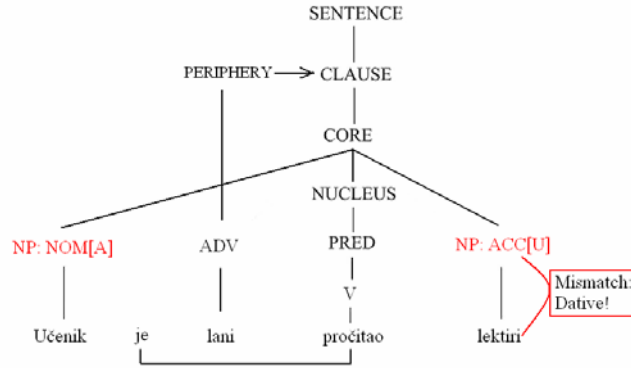 SENTENCE
PERIPHERY CLAUSE
CORE
NUCLEUS
NP: NOM[A] ADV PRED NP: ACC[U]
Mismatch:
Dative!
V
Učenik je lani pročitao lektiri